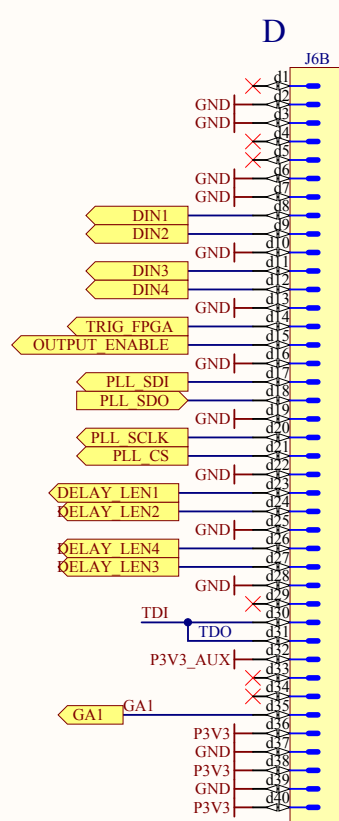 D
J6B
d1
GND d2
GND d3
d4
d5
GND d6
GND d7
DIN1 d8
DIN2 d9
GND d10
DIN3 d11
DIN4 d12
GND d13
TRIG_FPGA d14
OUTPUT_ENABLE d15
GND d16
PLL_SDI d17
PLL_SDO d18
GND d19
PLL_SCLK d20
PLL_CS d21
GND d22
DELAY_LEN1 d23
DELAY_LEN2 d24
GND d25
DELAY_LEN4 d26
DELAY_LEN3 d27
GND d28
d29
TDI d30
TDO d31
P3V3_AUX d32
d33
d34
GA1 GA1 d35
P3V3 d36
GND d37
P3V3 d38
GND d39
P3V3 d40